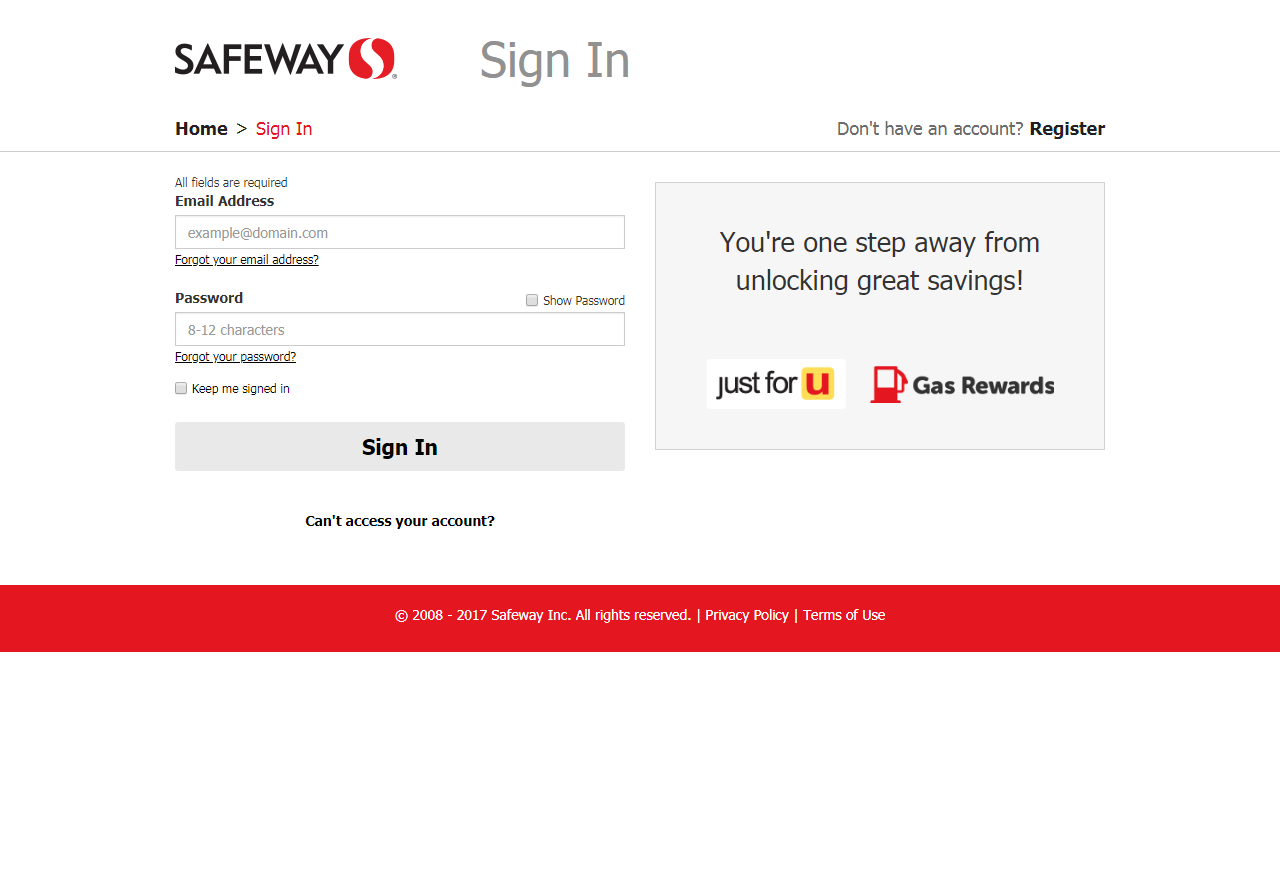 SAFEWAY ®
Sign In
Home > Sign In
Don't have an account? Register
All fields are required
Email Address
example@domain.com
Forgot your email address?
Password
Show Password
8-12 characters
Forgot your password?
Keep me signed in
Sign In
Can't access your account?
You're one step away from
unlocking great savings!
just for u
Gas Rewards
© 2008 - 2017 Safeway Inc. All rights reserved. | Privacy Policy | Terms of Use